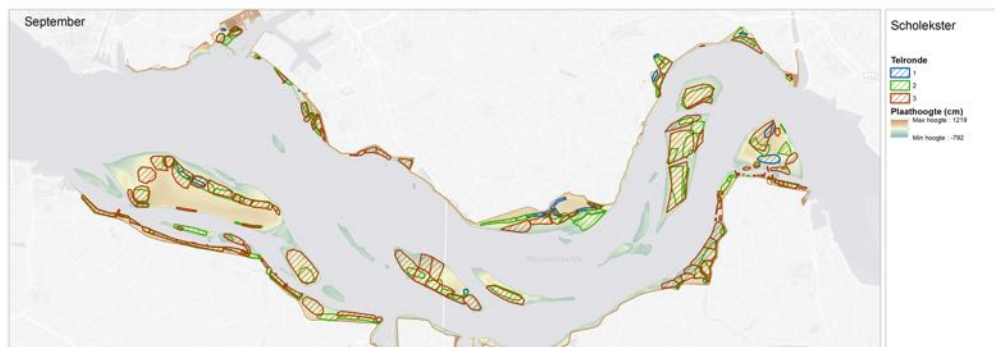 September
Scholekster
Telronde
1
2
3
Plaathoogte (cm)
Max hoogte : 1219
Min hoogte : -792